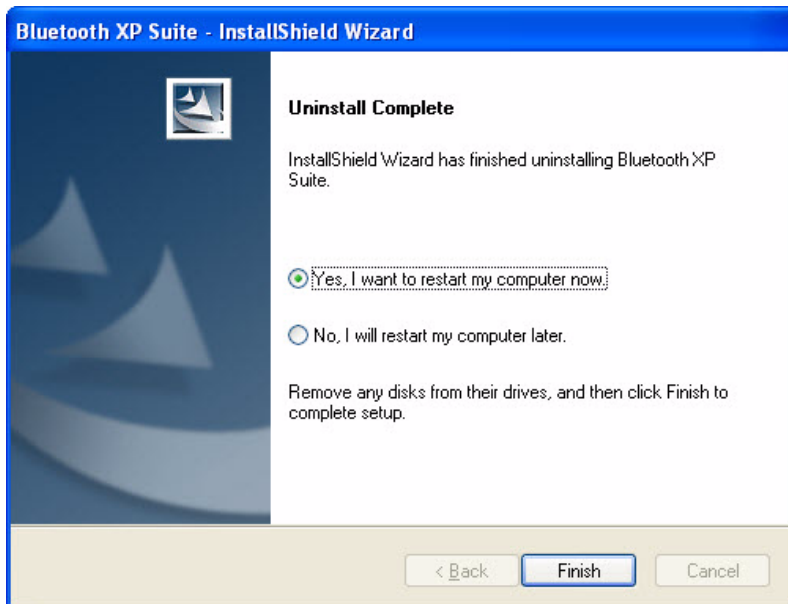 Bluetooth XP Suite - InstallShield Wizard
Uninstall Complete
InstallShield Wizard has finished uninstalling Bluetooth XP
Suite.
Yes, I want to restart my computer now.
No, I will restart my computer later.
Remove any disks from their drives, and then click Finish to
complete setup.
< Back Finish Cancel